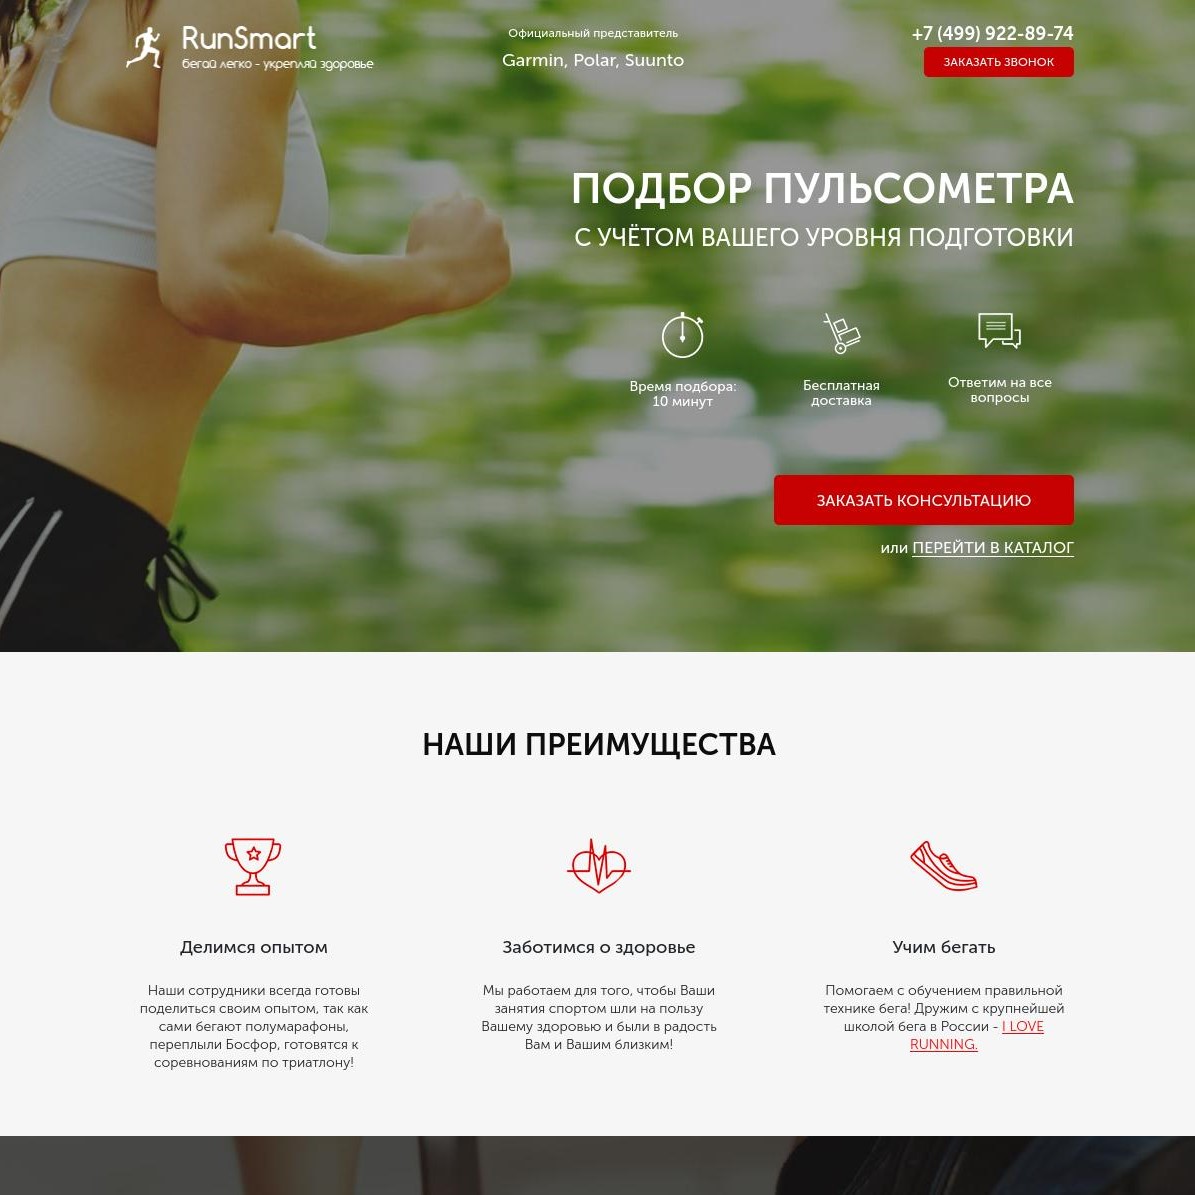 RunSmart
бегай легко - укрепляй здоровье
Официальный представитель
Garmin, Polar, Suunto
+7 (499) 922-89-74
ЗАКАЗАТЬ ЗВОНОК
ПОДБОР ПУЛЬСОМЕТРА
С УЧЁТОМ ВАШЕГО УРОВНЯ ПОДГОТОВКИ
Время подбора:
10 минут
Бесплатная
доставка
Ответим на все
вопросы
ЗАКАЗАТЬ КОНСУЛЬТАЦИЮ
или ПЕРЕЙТИ В КАТАЛОГ
НАШИ ПРЕИМУЩЕСТВА
Делимся опытом
Наши сотрудники всегда готовы
поделиться своим опытом, так как
сами бегают полумарафоны,
переплыли Босфор, готовятся к
соревнованиям по триатлону!
Заботимся о здоровье
Мы работаем для того, чтобы Ваши
занятия спортом шли на пользу
Вашему здоровью и были в радость
Вам и Вашим близким!
Учим бегать
Помогаем с обучением правильной
технике бега! Дружим с крупнейшей
школой бега в России - I LOVE
RUNNING.